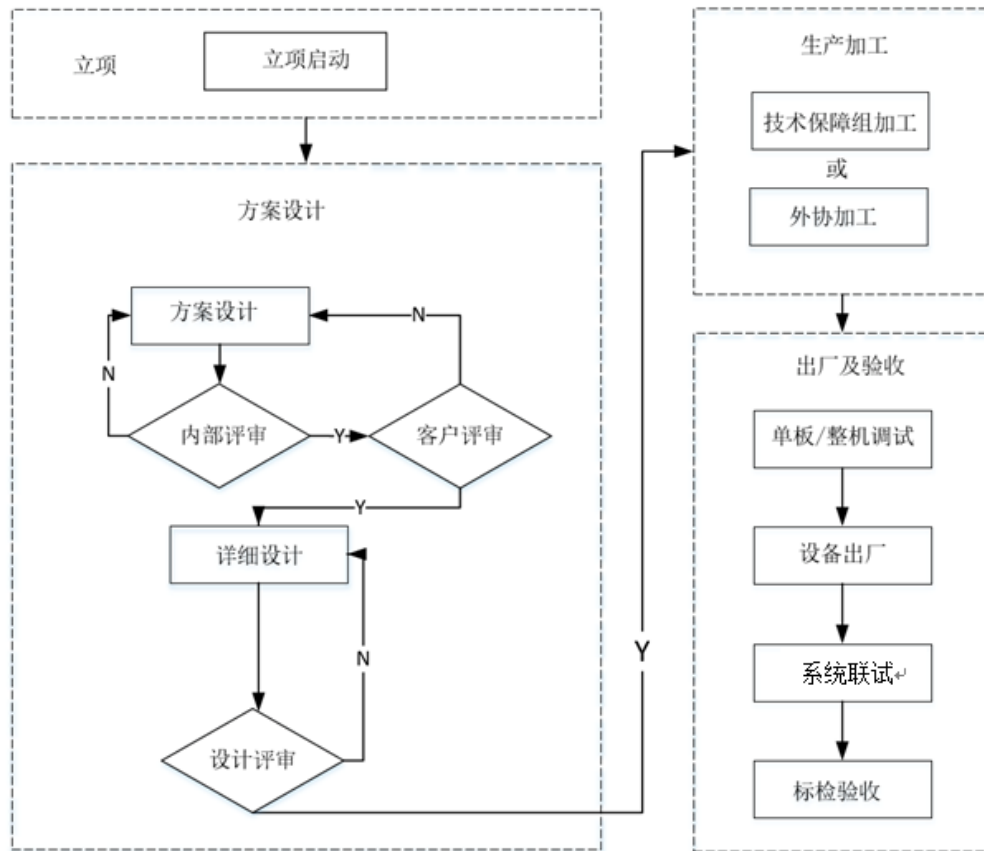 立项
立项启动
方案设计
方案设计
N
N
内部评审
Y
客户评审
Y
详细设计
N
设计评审
Y
生产加工
技术保障组加工
或
外协加工
出厂及验收
单板/整机调试
设备出厂
系统联试↵
标检验收